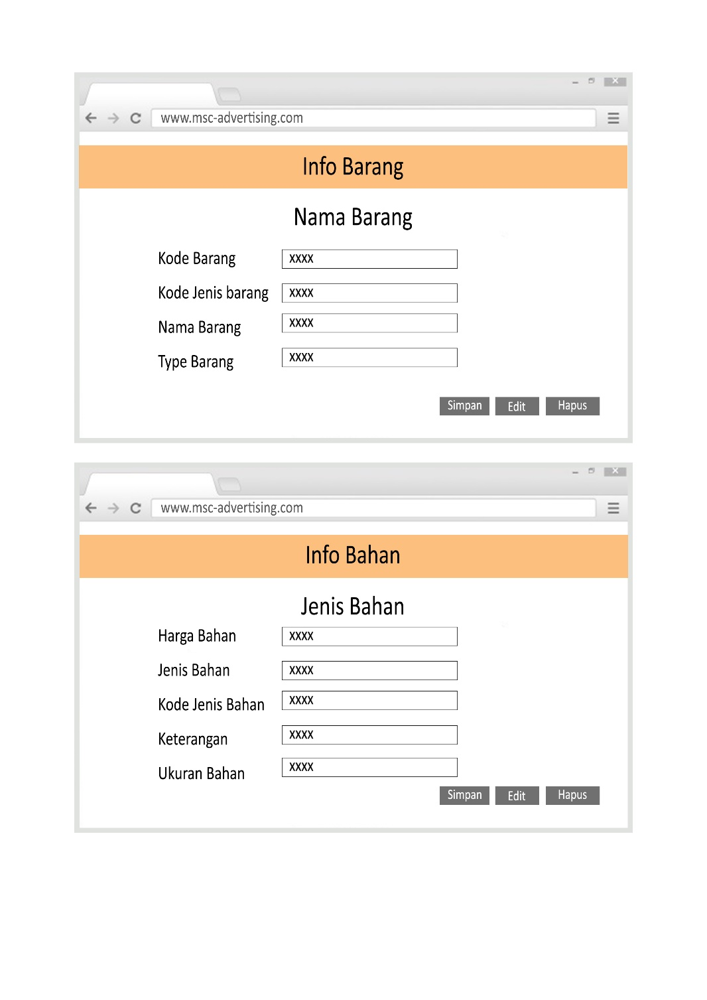 www.msc-advertising.com
Info Barang
Nama Barang
Kode Barang XXXX
Kode Jenis barang XXXX
Nama Barang XXXX
Type Barang XXXX
Simpan Edit Hapus
www.msc-advertising.com
Info Bahan
Jenis Bahan
Harga Bahan XXXX
Jenis Bahan XXXX
Kode Jenis Bahan XXXX
Keterangan XXXX
Ukuran Bahan XXXX
Simpan Edit Hapus